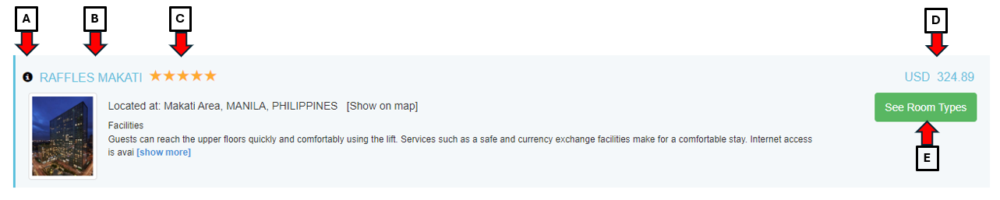 A B C D
RAFFLES MAKATI USD 324.89
Located at: Makati Area, MANILA, PHILIPPINES [Show on map] See Room Types
Facilities
Guests can reach the upper floors quickly and comfortably using the lift. Services such as a safe and currency exchange facilities make for a comfortable stay. Internet access
is avai [show more]
E